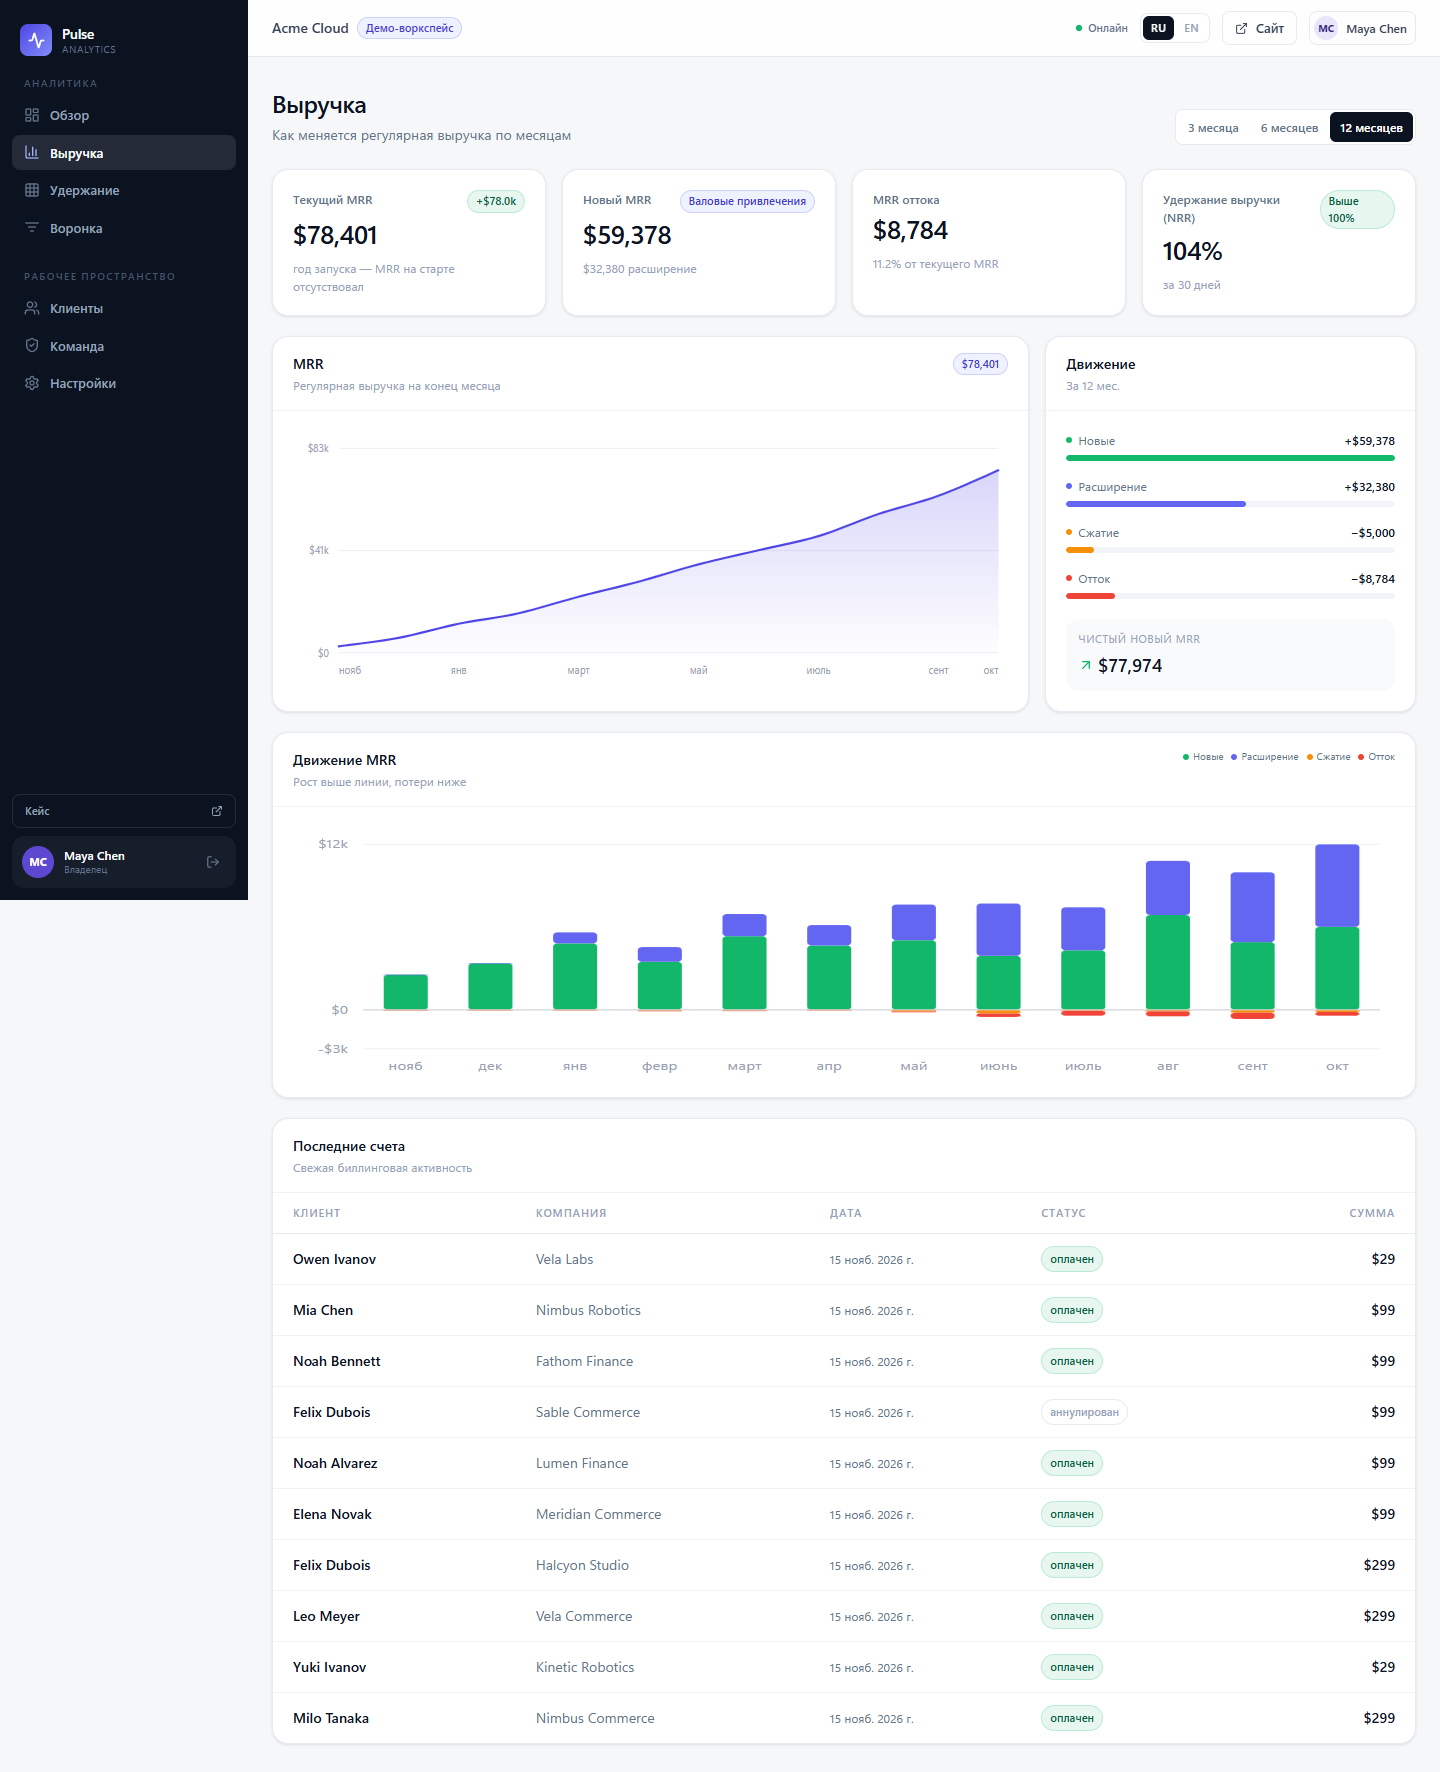 Pulse
ANALYTICS
АНАЛИТИКА
Обзор
Выручка
Удержание
Воронка
РАБОЧЕЕ ПРОСТРАНСТВО
Клиенты
Команда
Настройки
Кейс
MC
Maya Chen
Владелец
Acme Cloud
Демо-воркспейс
Онлайн
RU
EN
Сайт
MC
Maya Chen
Выручка
Как меняется регулярная выручка по месяцам
3 месяца
6 месяцев
12 месяцев
Текущий MRR
+$78.0k
$78,401
год запуска — MRR на старте
отсутствовал
Новый MRR
Валовые привлечения
$59,378
$32,380 расширение
MRR оттока
$8,784
11.2% от текущего MRR
Удержание выручки
(NRR)
Выше
100%
104%
за 30 дней
MRR
Регулярная выручка на конец месяца
$78,401
$83k
$41k
$0
нояб янв март май июль сент окт
Движение
За 12 мес.
Новые +$59,378
Расширение +$32,380
Сжатие −$5,000
Отток −$8,784
ЧИСТЫЙ НОВЫЙ MRR
$77,974
Движение MRR
Рост выше линии, потери ниже
Новые Расширение Сжатие Отток
$12k
$0
-$3k
нояб дек янв февр март апр май июнь июль авг сент окт
Последние счета
Свежая биллинговая активность
КЛИЕНТ КОМПАНИЯ ДАТА СТАТУС СУММА
Owen Ivanov Vela Labs 15 нояб. 2026 г. оплачен $29
Mia Chen Nimbus Robotics 15 нояб. 2026 г. оплачен $99
Noah Bennett Fathom Finance 15 нояб. 2026 г. оплачен $99
Felix Dubois Sable Commerce 15 нояб. 2026 г. аннулирован $99
Noah Alvarez Lumen Finance 15 нояб. 2026 г. оплачен $99
Elena Novak Meridian Commerce 15 нояб. 2026 г. оплачен $99
Felix Dubois Halcyon Studio 15 нояб. 2026 г. оплачен $299
Leo Meyer Vela Commerce 15 нояб. 2026 г. оплачен $299
Yuki Ivanov Kinetic Robotics 15 нояб. 2026 г. оплачен $29
Milo Tanaka Nimbus Commerce 15 нояб. 2026 г. оплачен $299